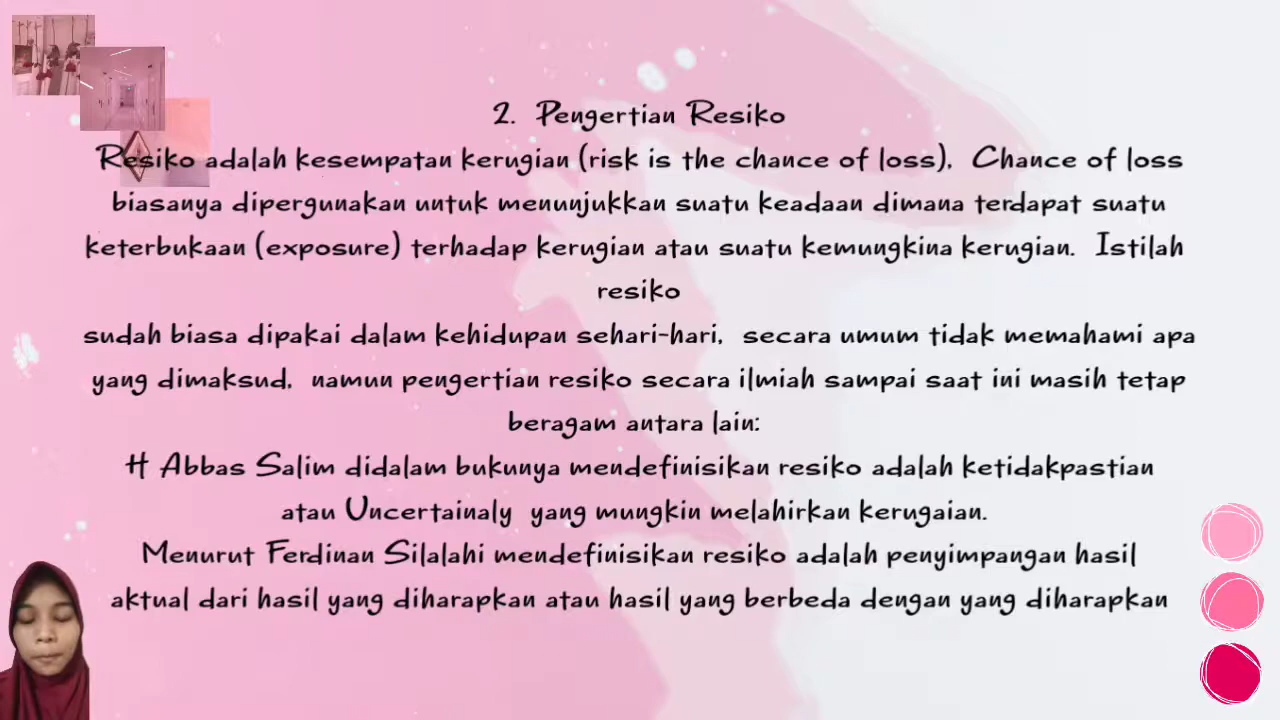 2. Pengertian Resiko
Resiko adalah kesempatan kerugian (risk is the chance of loss), Chance of loss
biasanya dipergunakan untuk menunjukkan suatu keadaan dimana terdapat suatu
keterbukaan (exposure) terhadap kerugian atau suatu kemungkina kerugian. Istilah
resiko
sudah biasa dipakai dalam kehidupan sehari-hari, secara umum tidak memahami apa
yang dimaksud, namun pengertian resiko secara ilmiah sampai saat ini masih tetap
beragam antara lain:
H Abbas Salim didalam bukunya mendefinisikan resiko adalah ketidakpastian
atau Uncertainaly yang mungkin melahirkan kerugaian.
Menurut Ferdinan Silalahi mendefinisikan resiko adalah penyimpangan hasil
aktual dari hasil yang diharapkan atau hasil yang berbeda dengan yang diharapkan